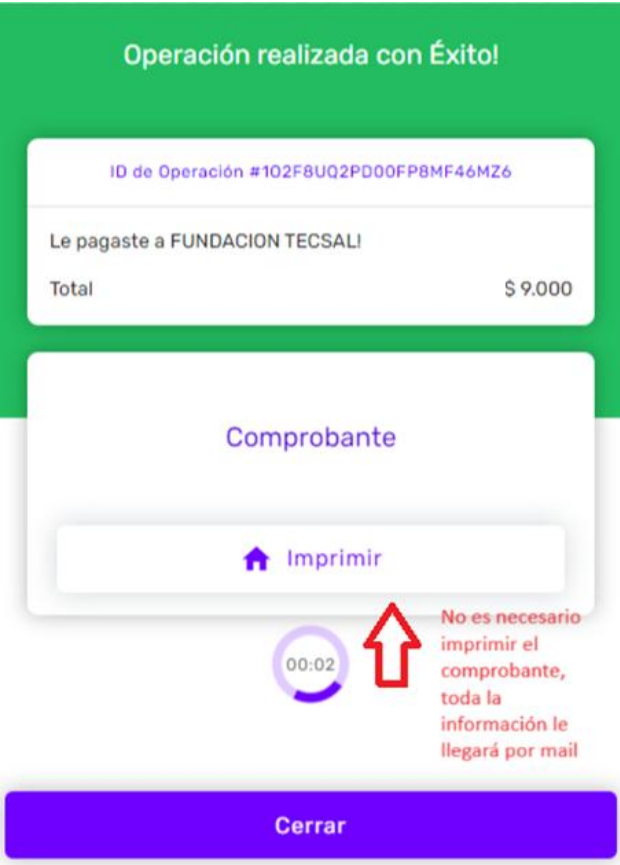 Operación realizada con Éxito!
ID de Operación #102F8UQ2PD00FP8MF46MZ6
Le pagaste a FUNDACION TECSAL!
Total $ 9.000
Comprobante
Imprimir
00:02
No es necesario
imprimir el
comprobante,
toda la
información le
llegará por mail
Cerrar